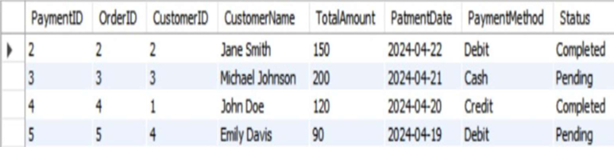 PaymentID OrderID CustomerID CustomerName TotalAmount PatmentDate PaymentMethod Status
2 2 2 Jane Smith 150 2024-04-22 Debit Completed
3 3 3 Michael Johnson 200 2024-04-21 Cash Pending
4 4 1 John Doe 120 2024-04-20 Credit Completed
5 5 4 Emily Davis 90 2024-04-19 Debit Pending